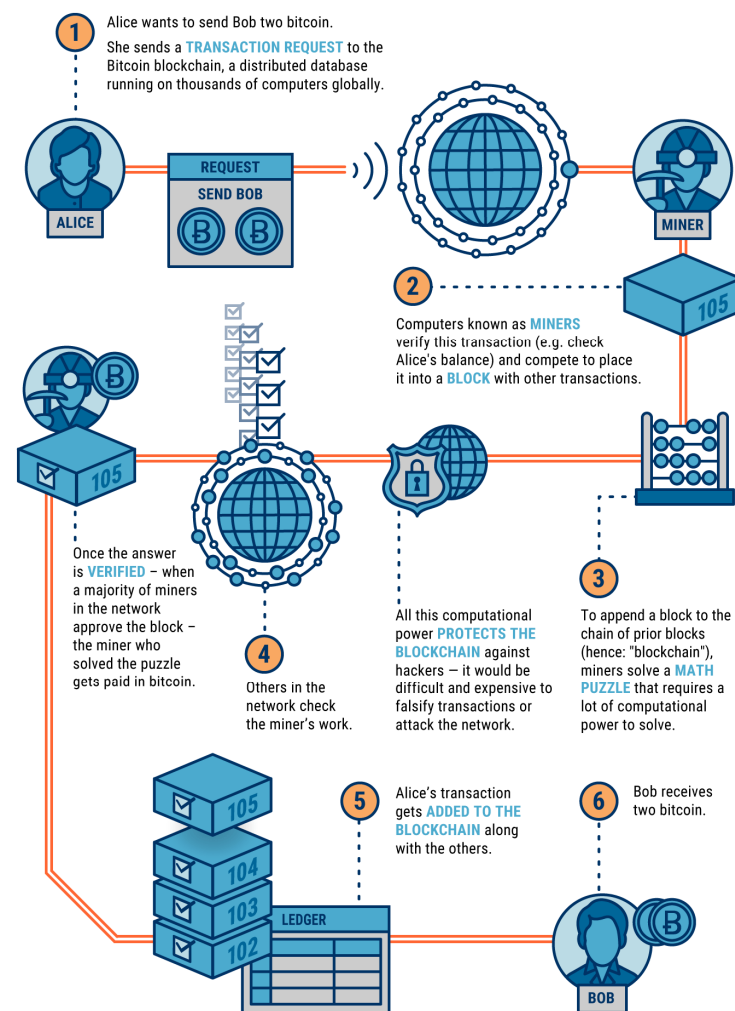 1
Alice wants to send Bob two bitcoin.
She sends a TRANSACTION REQUEST to the
Bitcoin blockchain, a distributed database
running on thousands of computers globally.
ALICE
REQUEST
SEND BOB
MINER
105
2
Computers known as MINERS
verify this transaction (e.g. check
Alice's balance) and compete to place
it into a BLOCK with other transactions.
105
Once the answer
is VERIFIED – when
a majority of miners
in the network
approve the block –
the miner who
solved the puzzle
gets paid in bitcoin.
4
Others in the
network check
the miner's work.
All this computational
power PROTECTS THE
BLOCKCHAIN against
hackers — it would be
difficult and expensive to
falsify transactions or
attack the network.
3
To append a block to the
chain of prior blocks
(hence: "blockchain"),
miners solve a MATH
PUZZLE that requires a
lot of computational
power to solve.
105
104
103
102
LEDGER
5
Alice's transaction
gets ADDED TO THE
BLOCKCHAIN along
with the others.
6
Bob receives
two bitcoin.
BOB